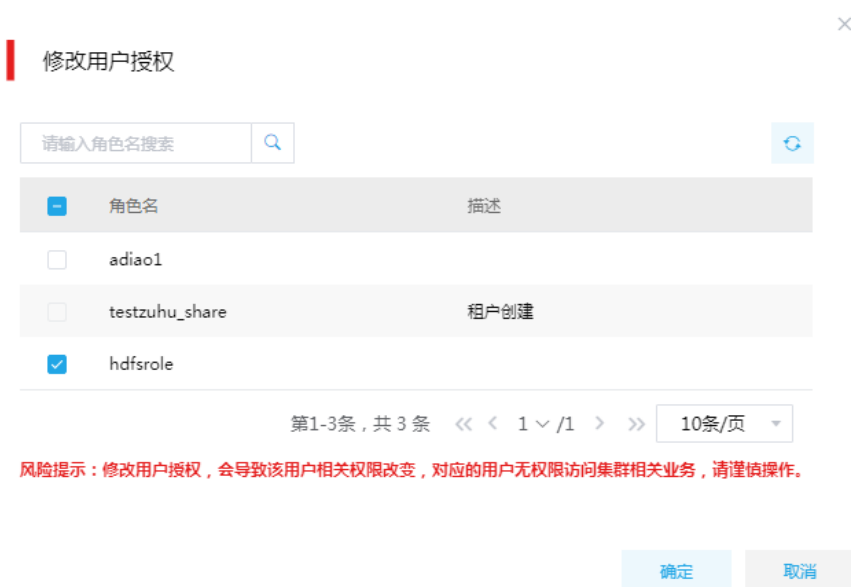 修改用户授权
请输入角色名搜索
角色名 描述
adiao1
testzuhu_share 租户创建
hdfsrole
第1-3条，共 3 条 1 /1 10条/页
风险提示：修改用户授权，会导致该用户相关权限改变，对应的用户无权限访问集群相关业务，请谨慎操作。
确定 取消